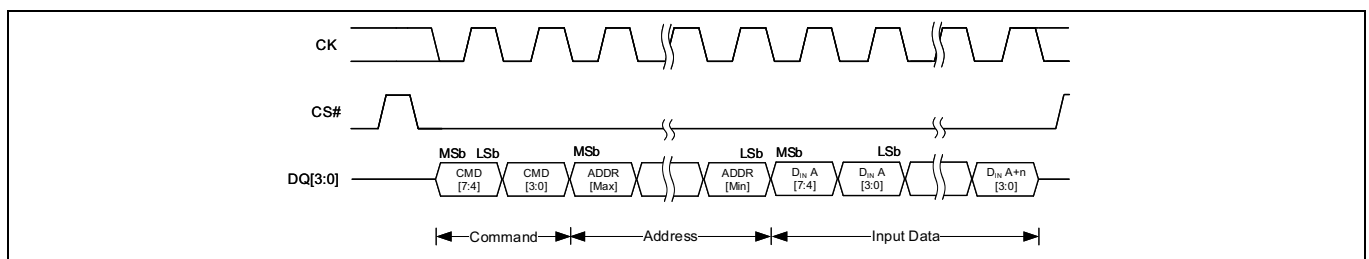 CK
CS#
MSb LSb MSb LSb MSb LSb
DQ[3:0] CMD CMD ADDR ADDR DIN A DIN A DIN A+n
[7:4] [3:0] [Max] [Min] [7:4] [3:0] [3:0]
Command Address Input Data